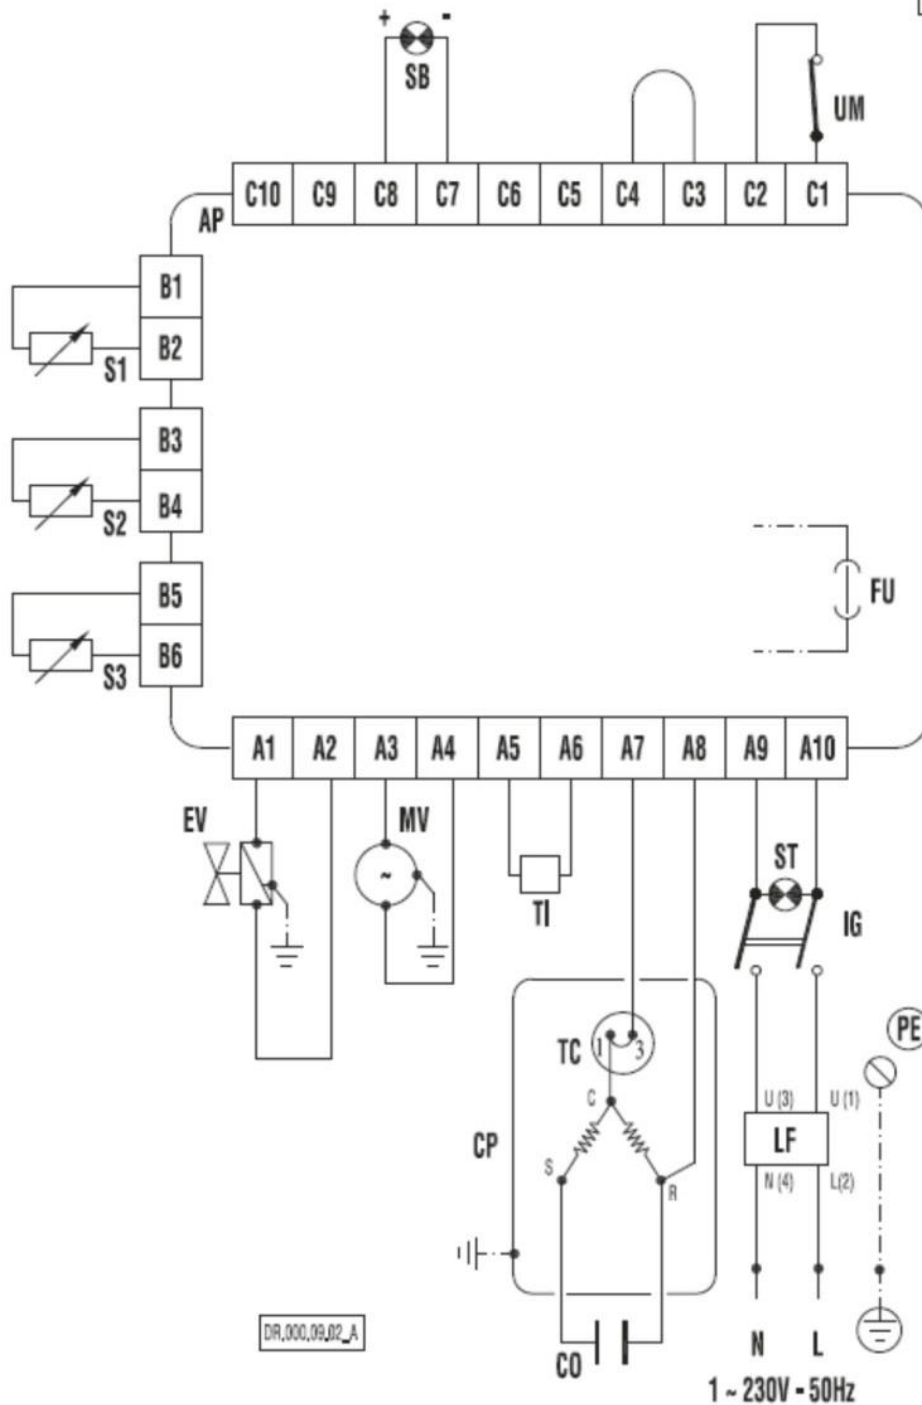 + -
SB
UM
C10 C9 C8 C7 C6 C5 C4 C3 C2 C1
AP
B1
B2
S1
B3
B4
S2
B5
B6
S3
FU
A1 A2 A3 A4 A5 A6 A7 A8 A9 A10
EV
MV
~
TI
ST
IG
TC
1 3
C
S
R
CP
PE
U (3) U (1)
LF
N (4) L(2)
DR.000.09.02_A
CO
N L
1 ~ 230V - 50Hz